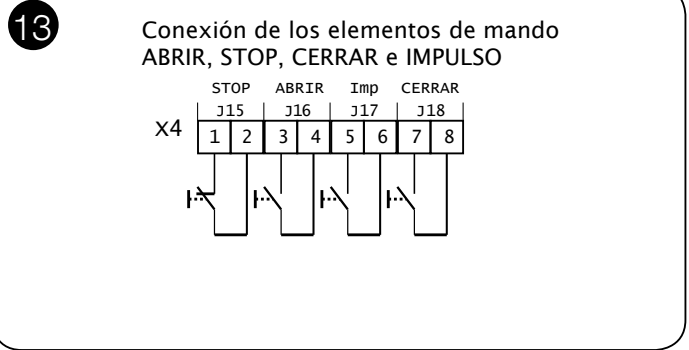 13
Conexión de los elementos de mando
ABRIR, STOP, CERRAR e IMPULSO
STOP ABRIR Imp CERRAR
J15 J16 J17 J18
X4 1 2 3 4 5 6 7 8